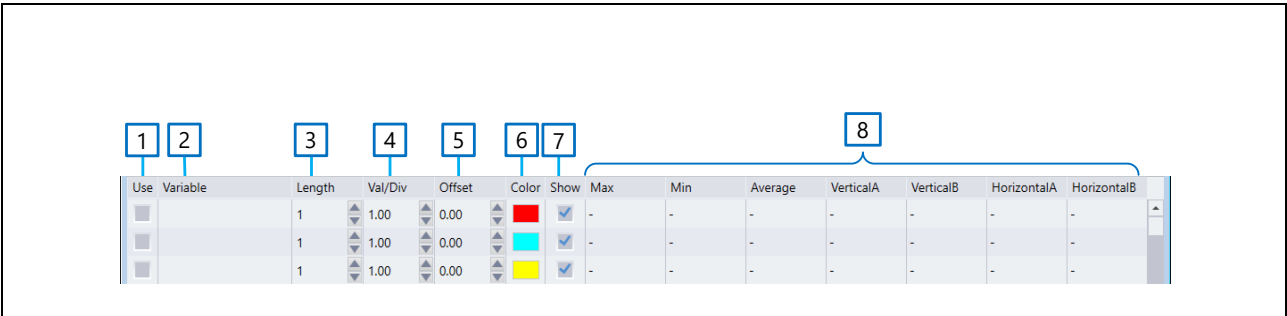 1 2 3 4 5 6 7 8
Use Variable Length Val/Div Offset Color Show Max Min Average VerticalA VerticalB HorizontalA HorizontalB
1 1.00 0.00 - - - - - - -
1 1.00 0.00 - - - - - - -
1 1.00 0.00 - - - - - - -